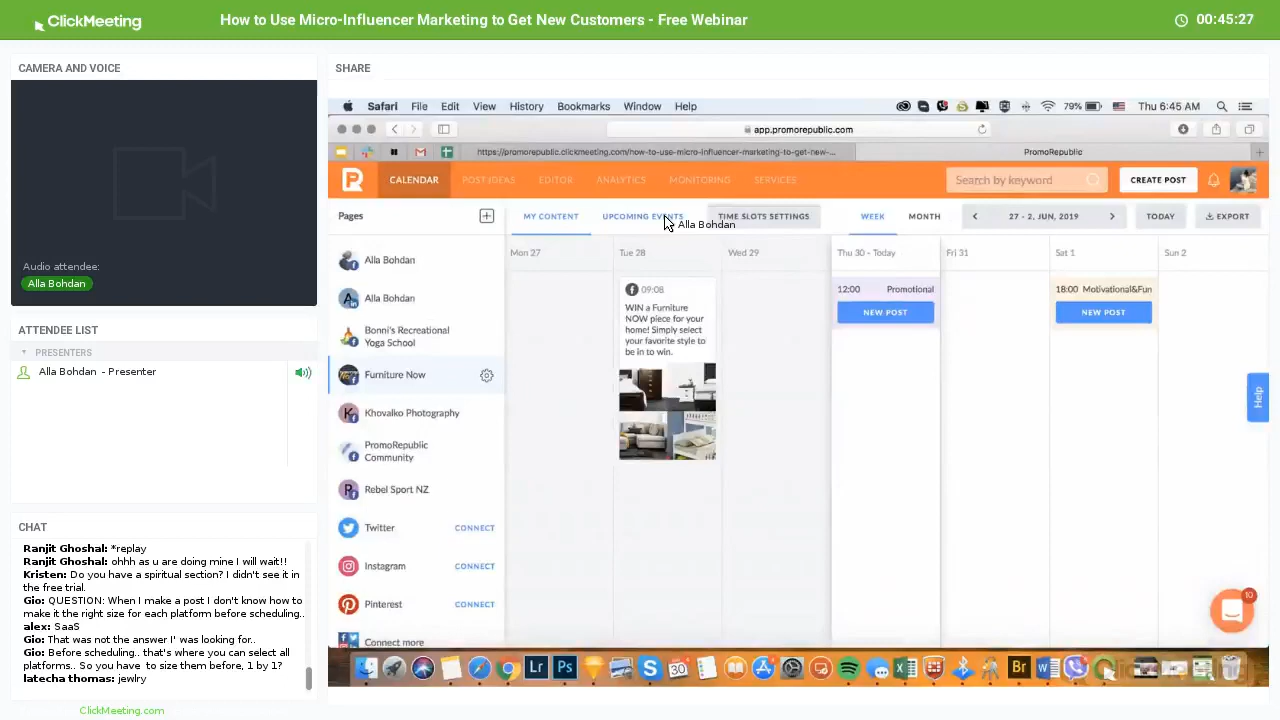 ClickMeeting
How to Use Micro-Influencer Marketing to Get New Customers - Free Webinar
00:45:27
CAMERA AND VOICE
Audio attendee:
Alla Bohdan
ATTENDEE LIST
PRESENTERS
Alla Bohdan - Presenter
CHAT
Ranjit Ghoshal: *replay
Ranjit Ghoshal: ohhh as u are doing mine I will wait!!
Kristen: Do you have a spiritual section? I didn't see it in
the free trial.
Gio: QUESTION: When I make a post I don't know how to
make it the right size for each platform before scheduling..
alex: SaaS
Gio: That was not the answer I' was looking for..
Gio: Before scheduling.. that's where you can select all
platforms.. So you have to size them before, 1 by 1?
latecha thomas: jewlry
ClickMeeting.com
SHARE
Safari File Edit View History Bookmarks Window Help
79% Thu 6:45 AM
app.promorepublic.com
https://promorepublic.clickmeeting.com/how-to-use-micro-influencer-marketing-to-get-new-...
PromoRepublic
CALENDAR POST IDEAS EDITOR ANALYTICS MONITORING SERVICES
Search by keyword
CREATE POST
Pages
MY CONTENT UPCOMING EVENTS TIME SLOTS SETTINGS
Alla Bohdan
WEEK MONTH
27 - 2, JUN, 2019
TODAY
EXPORT
Alla Bohdan
Alla Bohdan
Bonni's Recreational
Yoga School
Furniture Now
Khovalko Photography
PromoRepublic
Community
Rebel Sport NZ
Twitter CONNECT
Instagram CONNECT
Pinterest CONNECT
Connect more
Mon 27 Tue 28 Wed 29 Thu 30 - Today Fri 31 Sat 1 Sun 2
09:08
WIN a Furniture
NOW piece for your
home! Simply select
your favorite style to
be in to win.
12:00 Promotional
NEW POST
18:00 Motivational&Fun
NEW POST
Help
10
Lr
Ps
30
Br